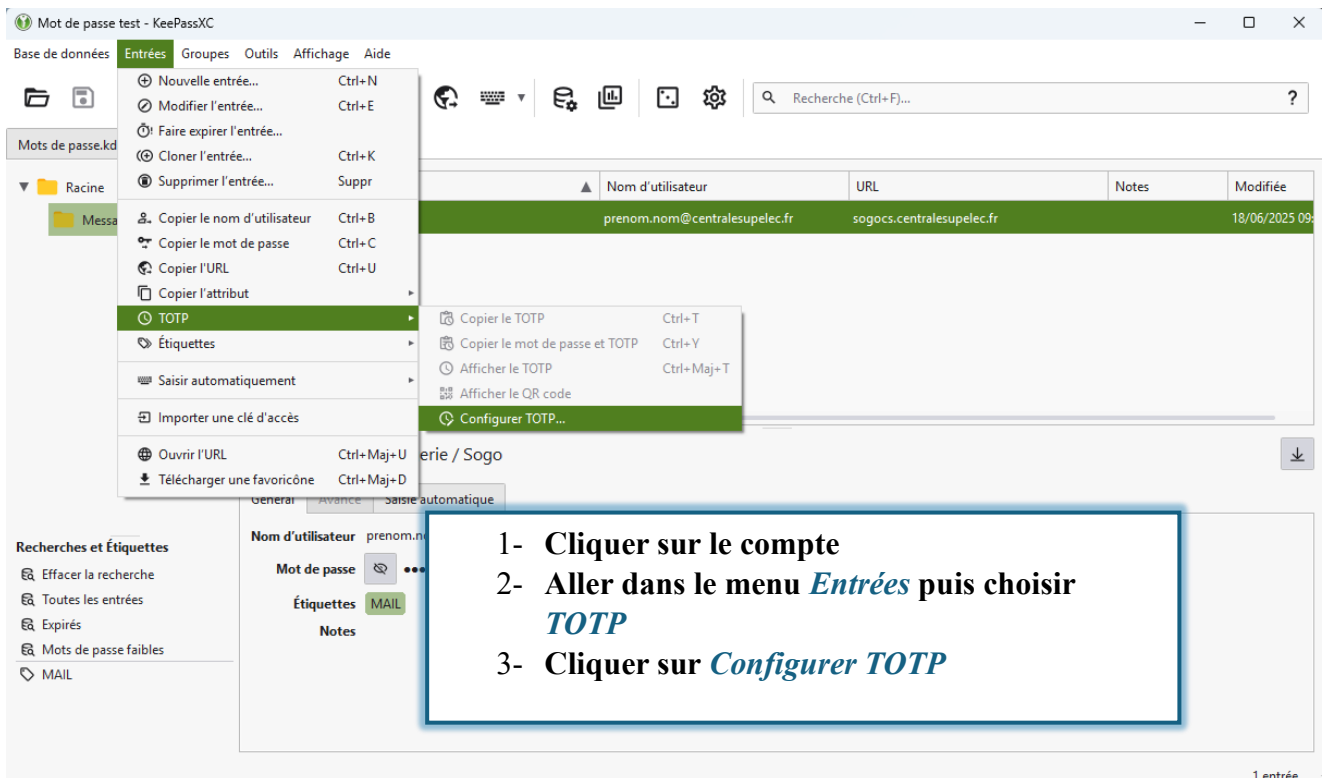 Mot de passe test - KeePassXC
Base de données Entrées Groupes Outils Affichage Aide
Nouvelle entrée... Ctrl+N
Modifier l'entrée... Ctrl+E
Recherche (Ctrl+F)... ?
Faire expirer l'entrée...
Mots de passe.kd
Cloner l'entrée... Ctrl+K
Racine
Supprimer l'entrée... Suppr
Nom d'utilisateur URL Notes Modifiée
Messa
Copier le nom d'utilisateur Ctrl+B
prenom.nom@centralesupelec.fr sogocs.centralesupelec.fr 18/06/2025 09:
Copier le mot de passe Ctrl+C
Copier l'URL Ctrl+U
Copier l'attribut
TOTP
Copier le TOTP Ctrl+T
Étiquettes
Copier le mot de passe et TOTP Ctrl+Y
Afficher le TOTP Ctrl+Maj+T
Saisir automatiquement
Afficher le QR code
Importer une clé d'accès
Configurer TOTP...
Ouvrir l'URL Ctrl+Maj+U
erie / Sogo
Télécharger une favoricône Ctrl+Maj+D
Général Avancé Saisie automatique
Nom d'utilisateur prenom.n
Mot de passe
Étiquettes MAIL
Notes
1- Cliquer sur le compte
2- Aller dans le menu Entrées puis choisir
TOTP
3- Cliquer sur Configurer TOTP
Recherches et Étiquettes
Effacer la recherche
Toutes les entrées
Expirés
Mots de passe faibles
MAIL
1 entrée